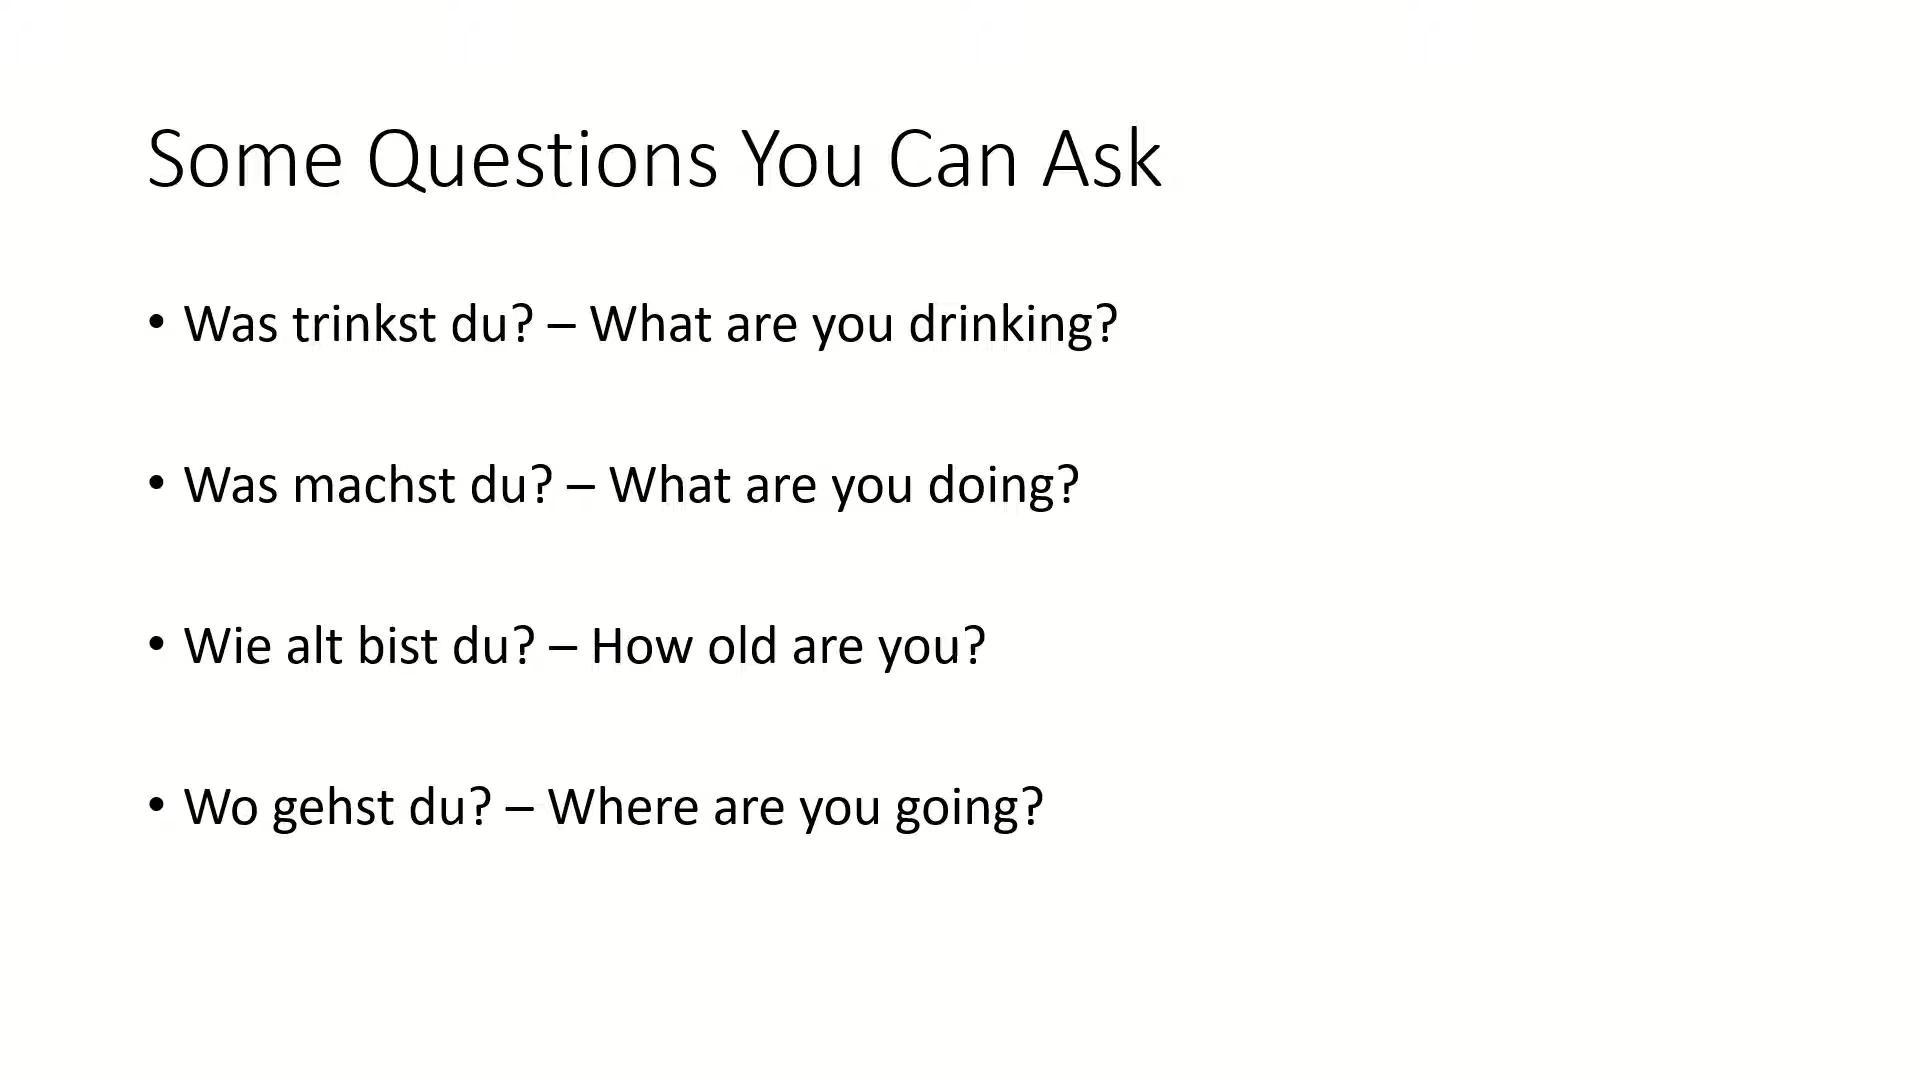 Some Questions You Can Ask
• Was trinkst du? – What are you drinking?
• Was machst du? – What are you doing?
• Wie alt bist du? – How old are you?
• Wo gehst du? – Where are you going?